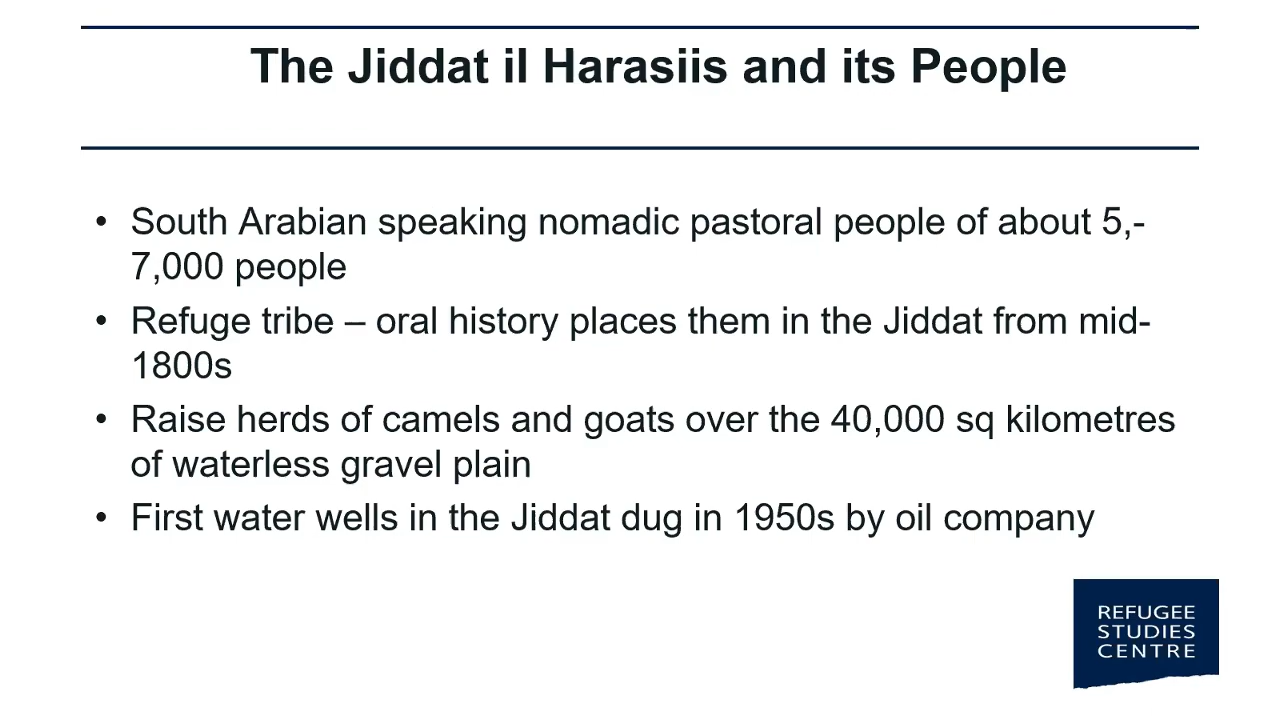 The Jiddat il Harasiis and its People
• South Arabian speaking nomadic pastoral people of about 5,-
7,000 people
• Refuge tribe – oral history places them in the Jiddat from mid-
1800s
• Raise herds of camels and goats over the 40,000 sq kilometres
of waterless gravel plain
• First water wells in the Jiddat dug in 1950s by oil company
REFUGEE
STUDIES
CENTRE